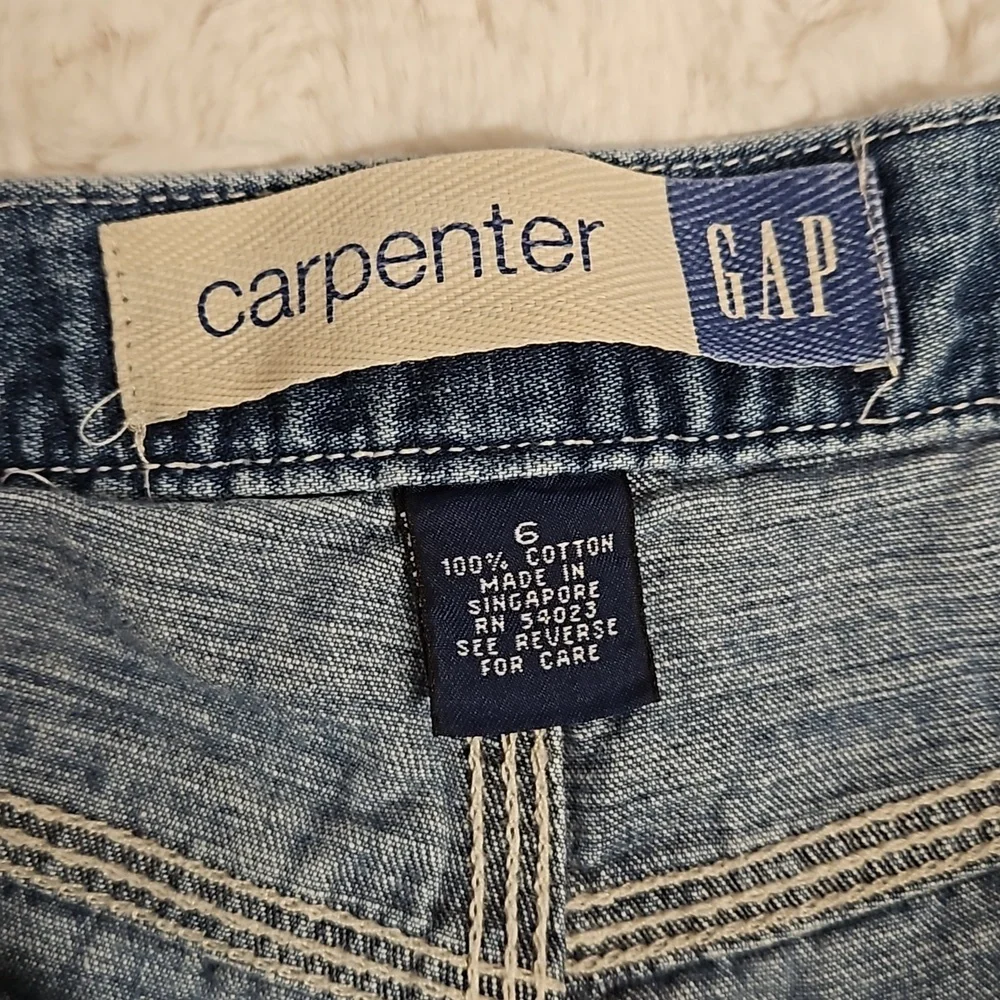 carpenter GAP
6
100% COTTON
MADE IN
SINGAPORE
RN 54023
SEE REVERSE
FOR CARE